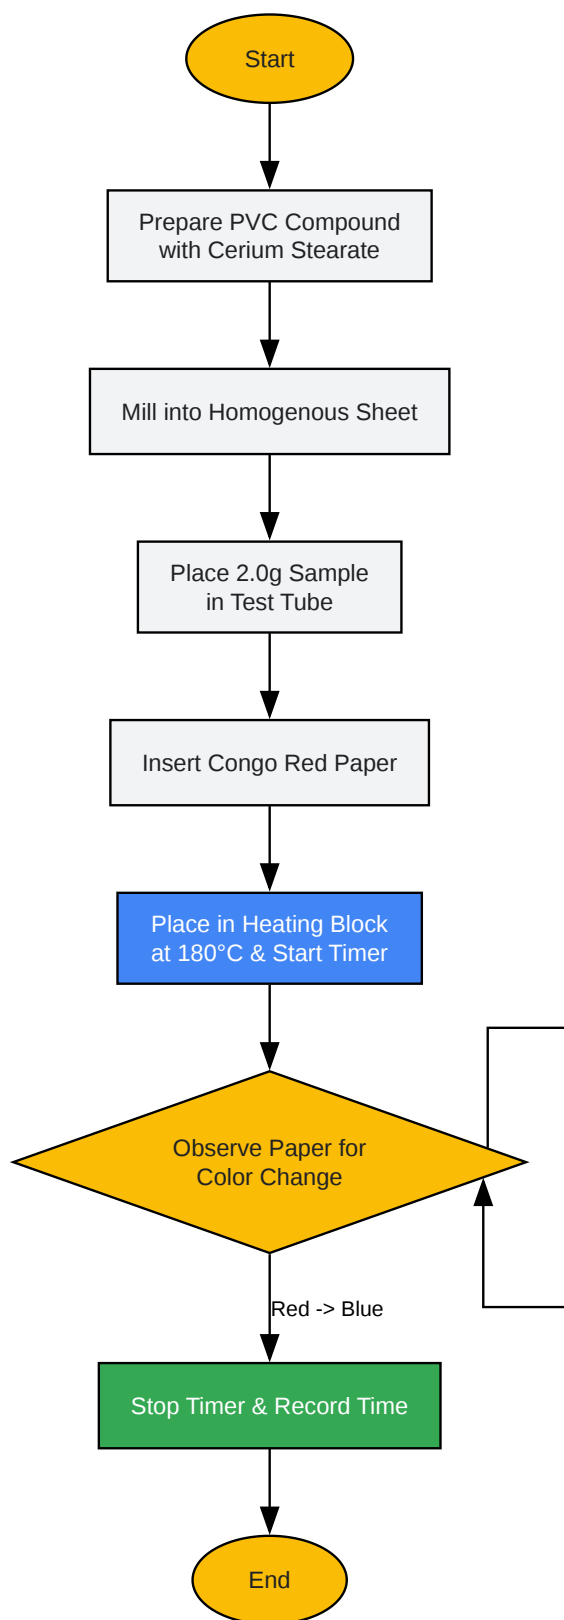 Start
Prepare PVC Compound
with Cerium Stearate
Mill into Homogenous Sheet
Place 2.0g Sample
in Test Tube
Insert Congo Red Paper
Place in Heating Block
at 180°C & Start Timer
Observe Paper for
Color Change
Red -> Blue
Stop Timer & Record Time
End